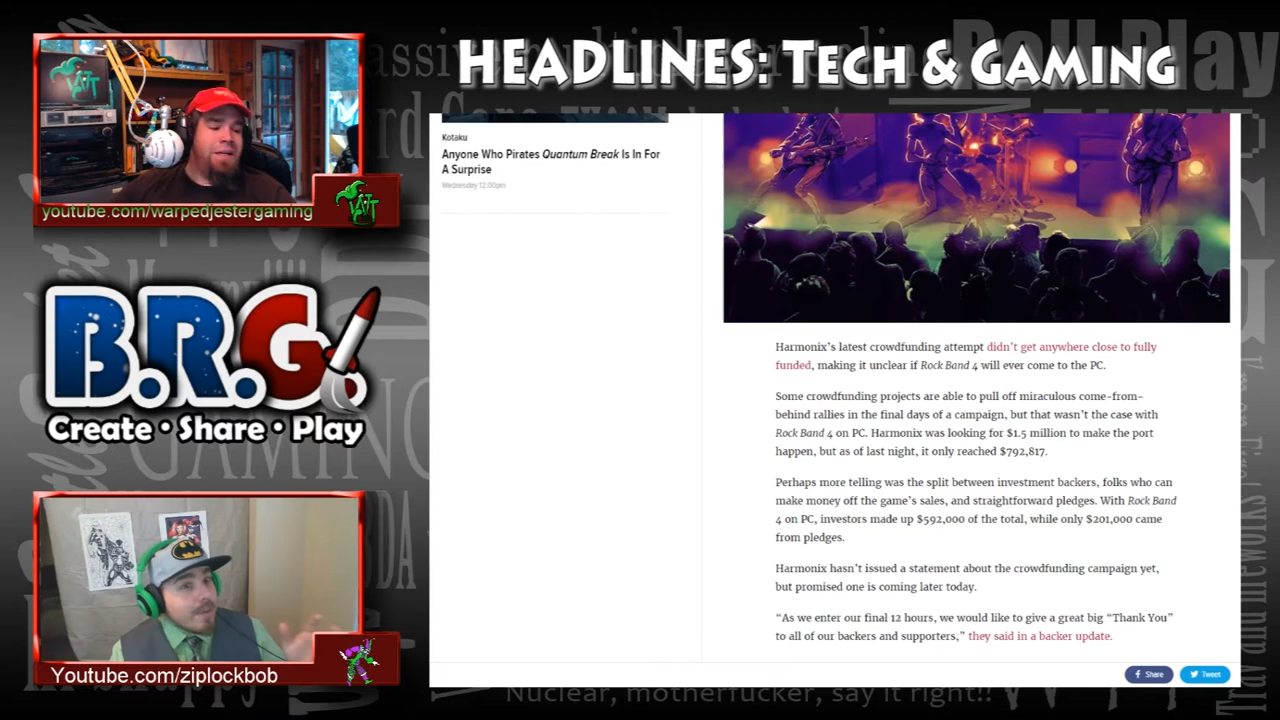 HEADLINES: TECH & GAMING
youtube.com/warpedjestergaming
B.R.G.
Create • Share • Play
Youtube.com/ziplockbob
Kotaku
Anyone Who Pirates Quantum Break Is In For
A Surprise
Wednesday 12:00pm
Harmonix’s latest crowdfunding attempt didn’t get anywhere close to fully
funded, making it unclear if Rock Band 4 will ever come to the PC.
Some crowdfunding projects are able to pull off miraculous come-from-
behind rallies in the final days of a campaign, but that wasn’t the case with
Rock Band 4 on PC. Harmonix was looking for $1.5 million to make the port
happen, but as of last night, it only reached $792,817.
Perhaps more telling was the split between investment backers, folks who can
make money off the game’s sales, and straightforward pledges. With Rock Band
4 on PC, investors made up $592,000 of the total, while only $201,000 came
from pledges.
Harmonix hasn’t issued a statement about the crowdfunding campaign yet,
but promised one is coming later today.
“As we enter our final 12 hours, we would like to give a great big “Thank You”
to all of our backers and supporters,” they said in a backer update.
Share
Tweet
Nuclear, motherfucker, say it right!!